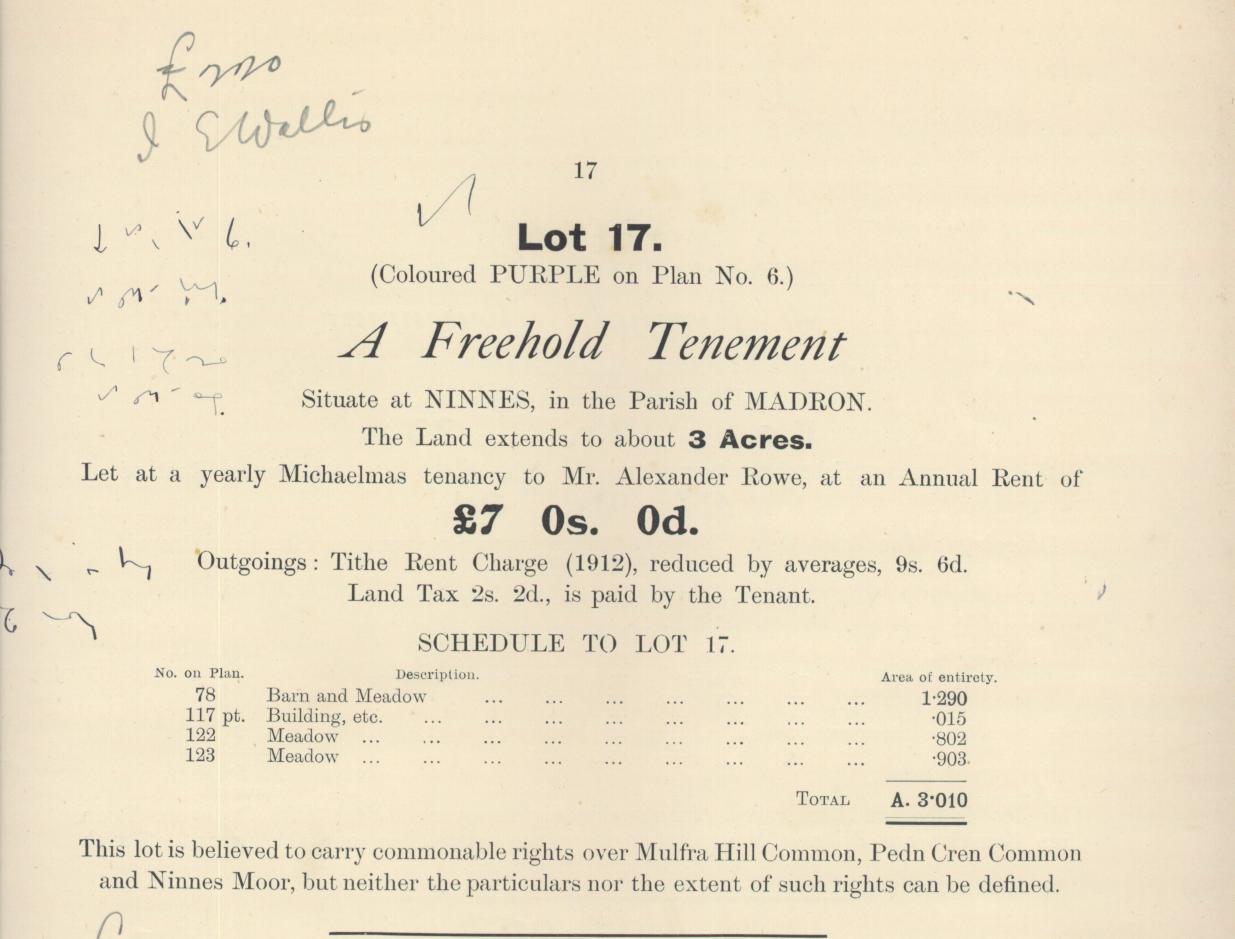 E Wallis
17
Lot 17.
(Coloured PURPLE on Plan No. 6.)
A Freehold Tenement
Situate at NINNES, in the Parish of MADRON.
The Land extends to about 3 Acres.
Let at a yearly Michaelmas tenancy to Mr. Alexander Rowe, at an Annual Rent of
£7 0s. 0d.
Outgoings : Tithe Rent Charge (1912), reduced by averages, 9s. 6d.
Land Tax 2s. 2d., is paid by the Tenant.
SCHEDULE TO LOT 17.
No. on Plan. Description. Area of entirety.
78 Barn and Meadow ... ... ... ... ... ... ... 1·290
117 pt. Building, etc. ... ... ... ... ... ... ... ... ·015
122 Meadow ... ... ... ... ... ... ... ... ... ·802
123 Meadow ... ... ... ... ... ... ... ... ... ·903
TOTAL A. 3·010
This lot is believed to carry commonable rights over Mulfra Hill Common, Pedn Cren Common
and Ninnes Moor, but neither the particulars nor the extent of such rights can be defined.